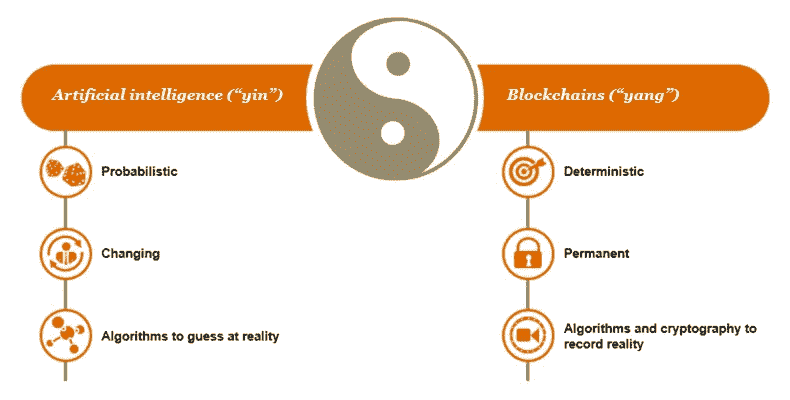 Artificial intelligence (“yin”)
Blockchains (“yang”)
Probabilistic
Deterministic
Changing
Permanent
Algorithms to guess at reality
Algorithms and cryptography to
record reality